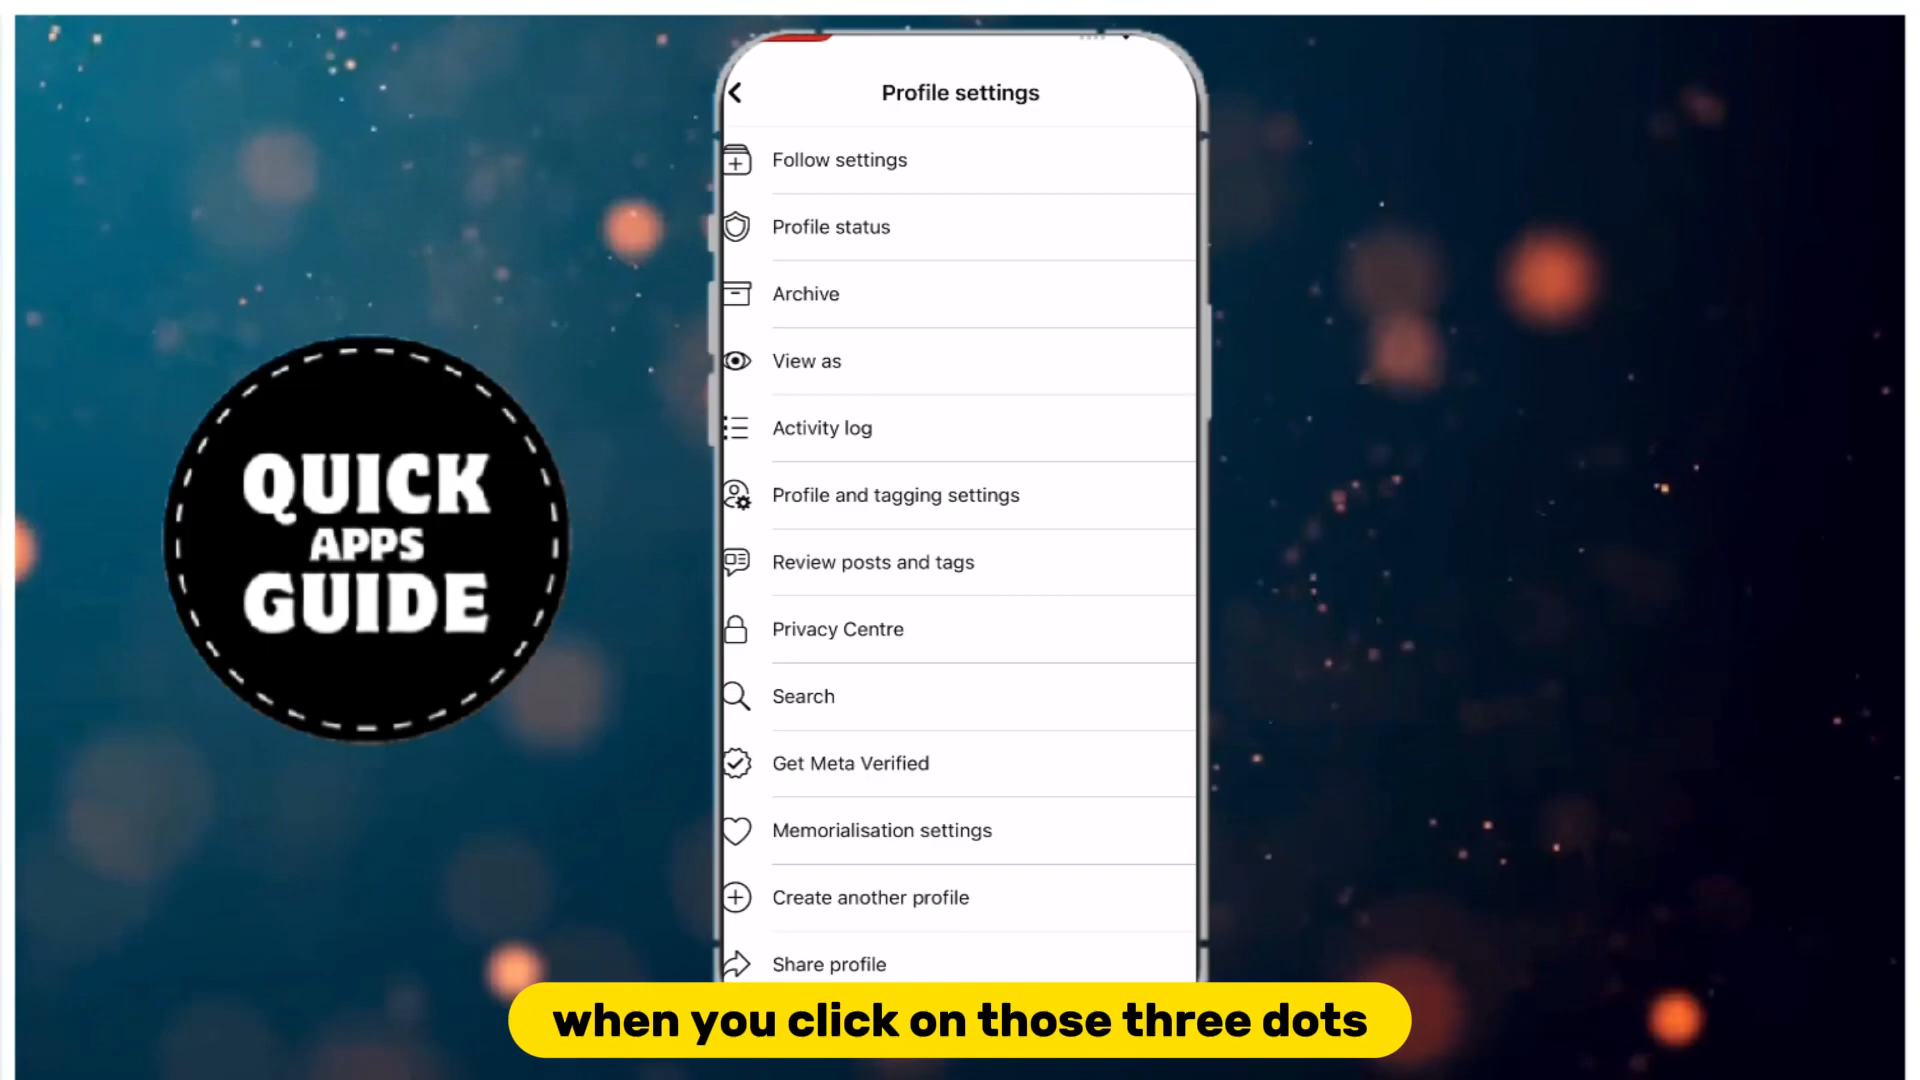 Profile settings
Follow settings
Profile status
Archive
View as
Activity log
Profile and tagging settings
Review posts and tags
Privacy Centre
Search
Get Meta Verified
Memorialisation settings
Create another profile
Share profile
QUICK
APPS
GUIDE
when you click on those three dots